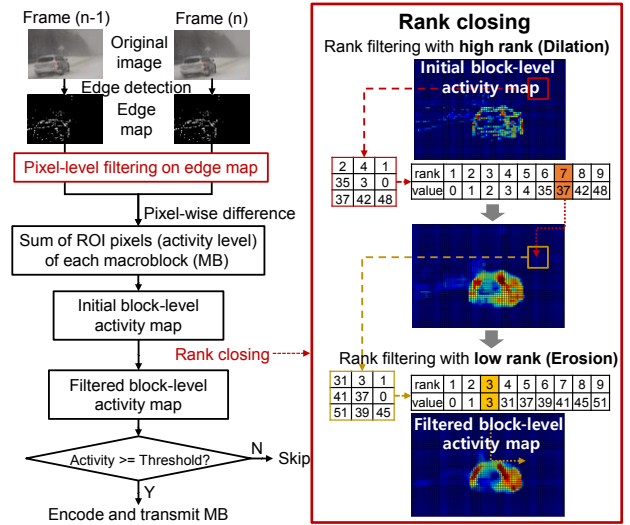 Frame (n-1)
Frame (n)
Original
image
Edge detection
Edge
map
Pixel-level filtering on edge map
Pixel-wise difference
Sum of ROI pixels (activity level)
of each macroblock (MB)
Initial block-level
activity map
Rank closing
Filtered block-level
activity map
Activity >= Threshold?
N
Skip
Y
Encode and transmit MB
Rank closing
Rank filtering with high rank (Dilation)
Initial block-level
activity map
2 4 1
35 3 0
37 42 48
rank 1 2 3 4 5 6 7 8 9
value 0 1 2 3 4 35 37 42 48
Rank filtering with low rank (Erosion)
31 3 1
41 37 0
51 39 45
rank 1 2 3 4 5 6 7 8 9
value 0 1 3 31 37 39 41 45 51
Filtered block-level
activity map